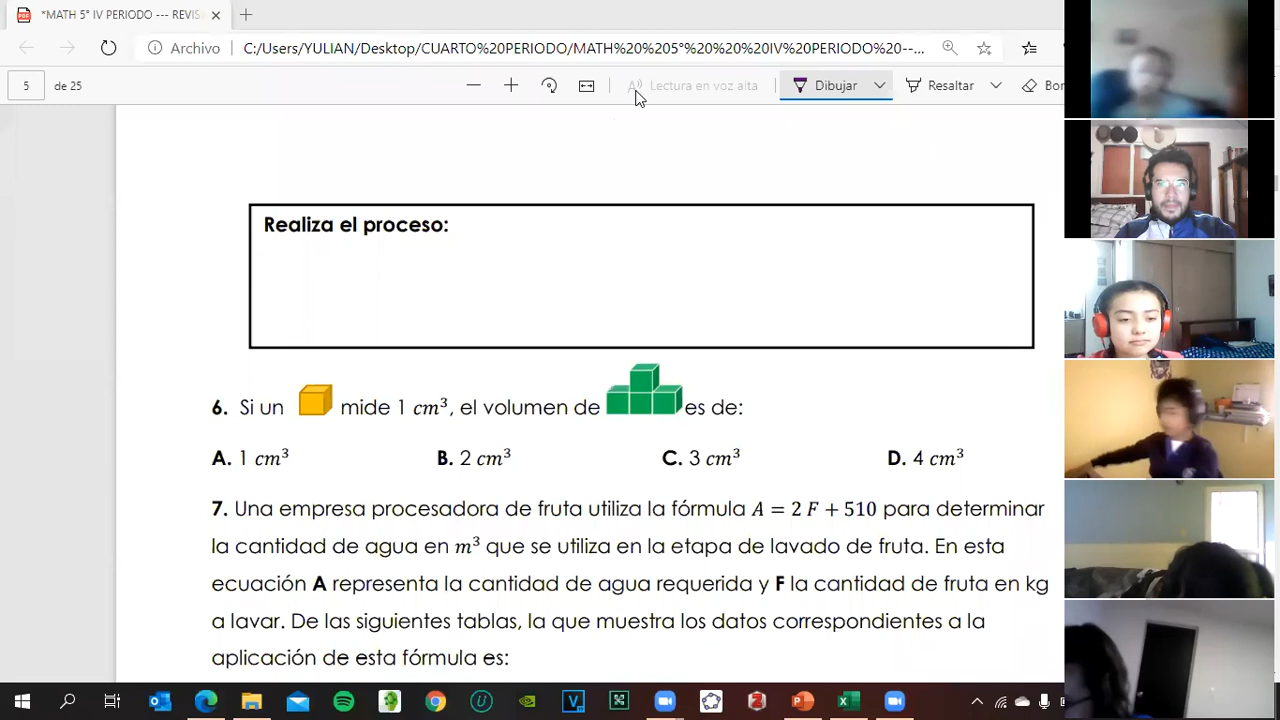 *MATH 5° IV PERIODO --- REVIS
Archivo C:/Users/YULIAN/Desktop/CUARTO%20PERIODO/MATH%20%205°%20%20%20IV%20PERIODO%20--...
5 de 25 Lectura en voz alta Dibujar Resaltar Bor
Realiza el proceso:
6. Si un mide 1 cm³, el volumen de es de:
A. 1 cm³ B. 2 cm³ C. 3 cm³ D. 4 cm³
7. Una empresa procesadora de fruta utiliza la fórmula A = 2 F + 510 para determinar
la cantidad de agua en m³ que se utiliza en la etapa de lavado de fruta. En esta
ecuación A representa la cantidad de agua requerida y F la cantidad de fruta en kg
a lavar. De las siguientes tablas, la que muestra los datos correspondientes a la
aplicación de esta fórmula es: